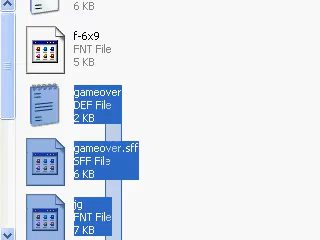 6 KB
f-6x9
FNT File
5 KB
gameover
DEF File
2 KB
gameover.sff
SFF File
6 KB
jg
FNT File
7 KB